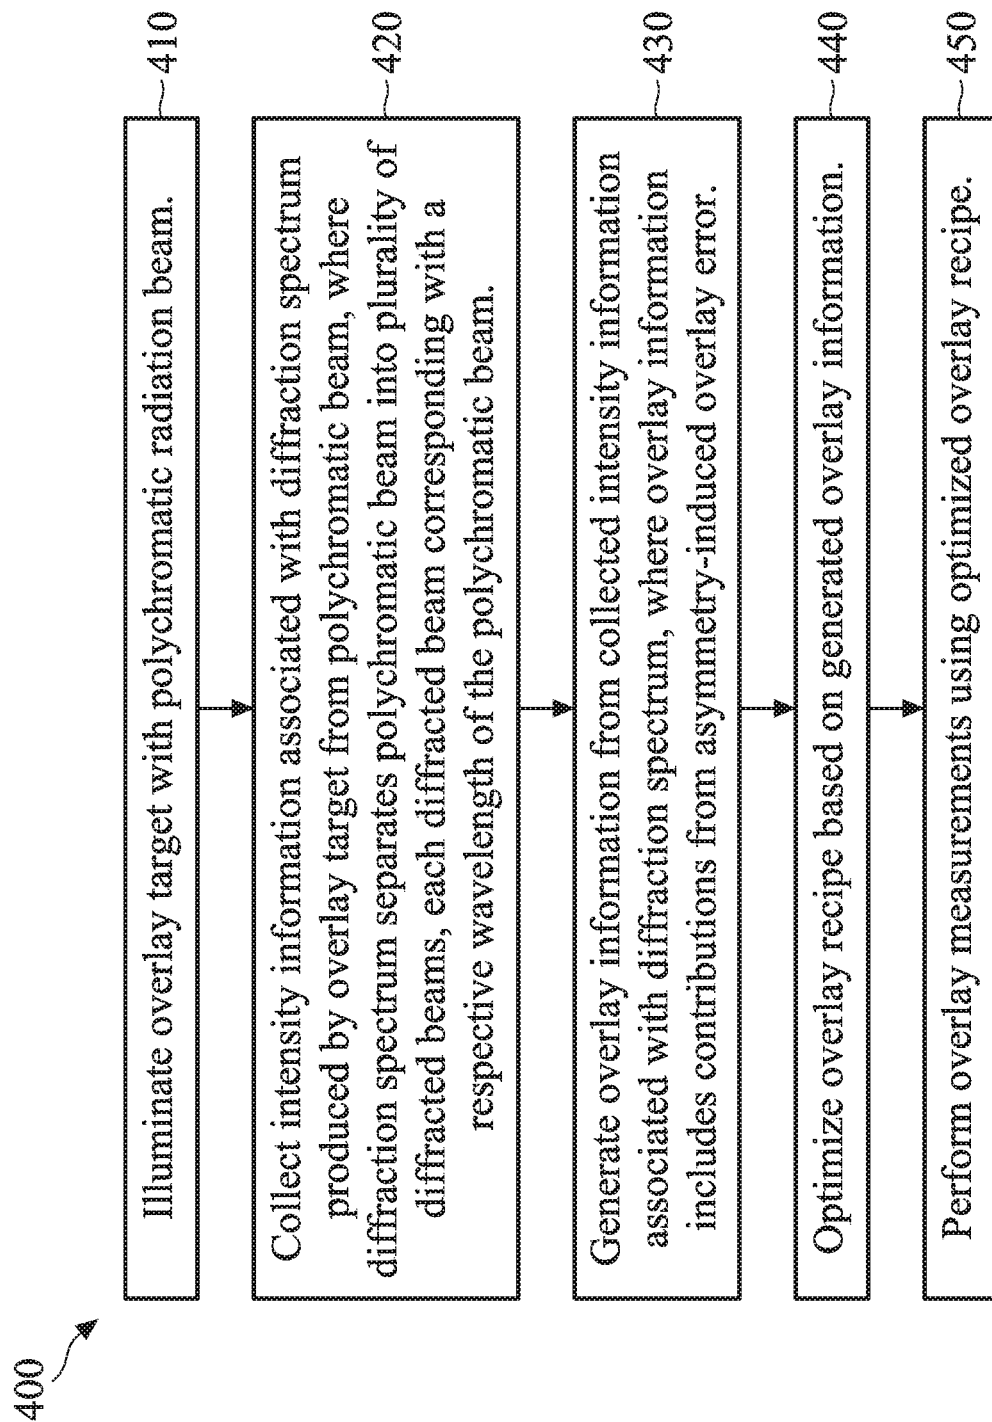 400
Illuminate overlay target with polychromatic radiation beam.
410
Collect intensity information associated with diffraction spectrum
produced by overlay target from polychromatic beam, where
diffraction spectrum separates polychromatic beam into plurality of
diffracted beams, each diffracted beam corresponding with a
respective wavelength of the polychromatic beam.
420
Generate overlay information from collected intensity information
associated with diffraction spectrum, where overlay information
includes contributions from asymmetry-induced overlay error.
430
Optimize overlay recipe based on generated overlay information.
440
Perform overlay measurements using optimized overlay recipe.
450